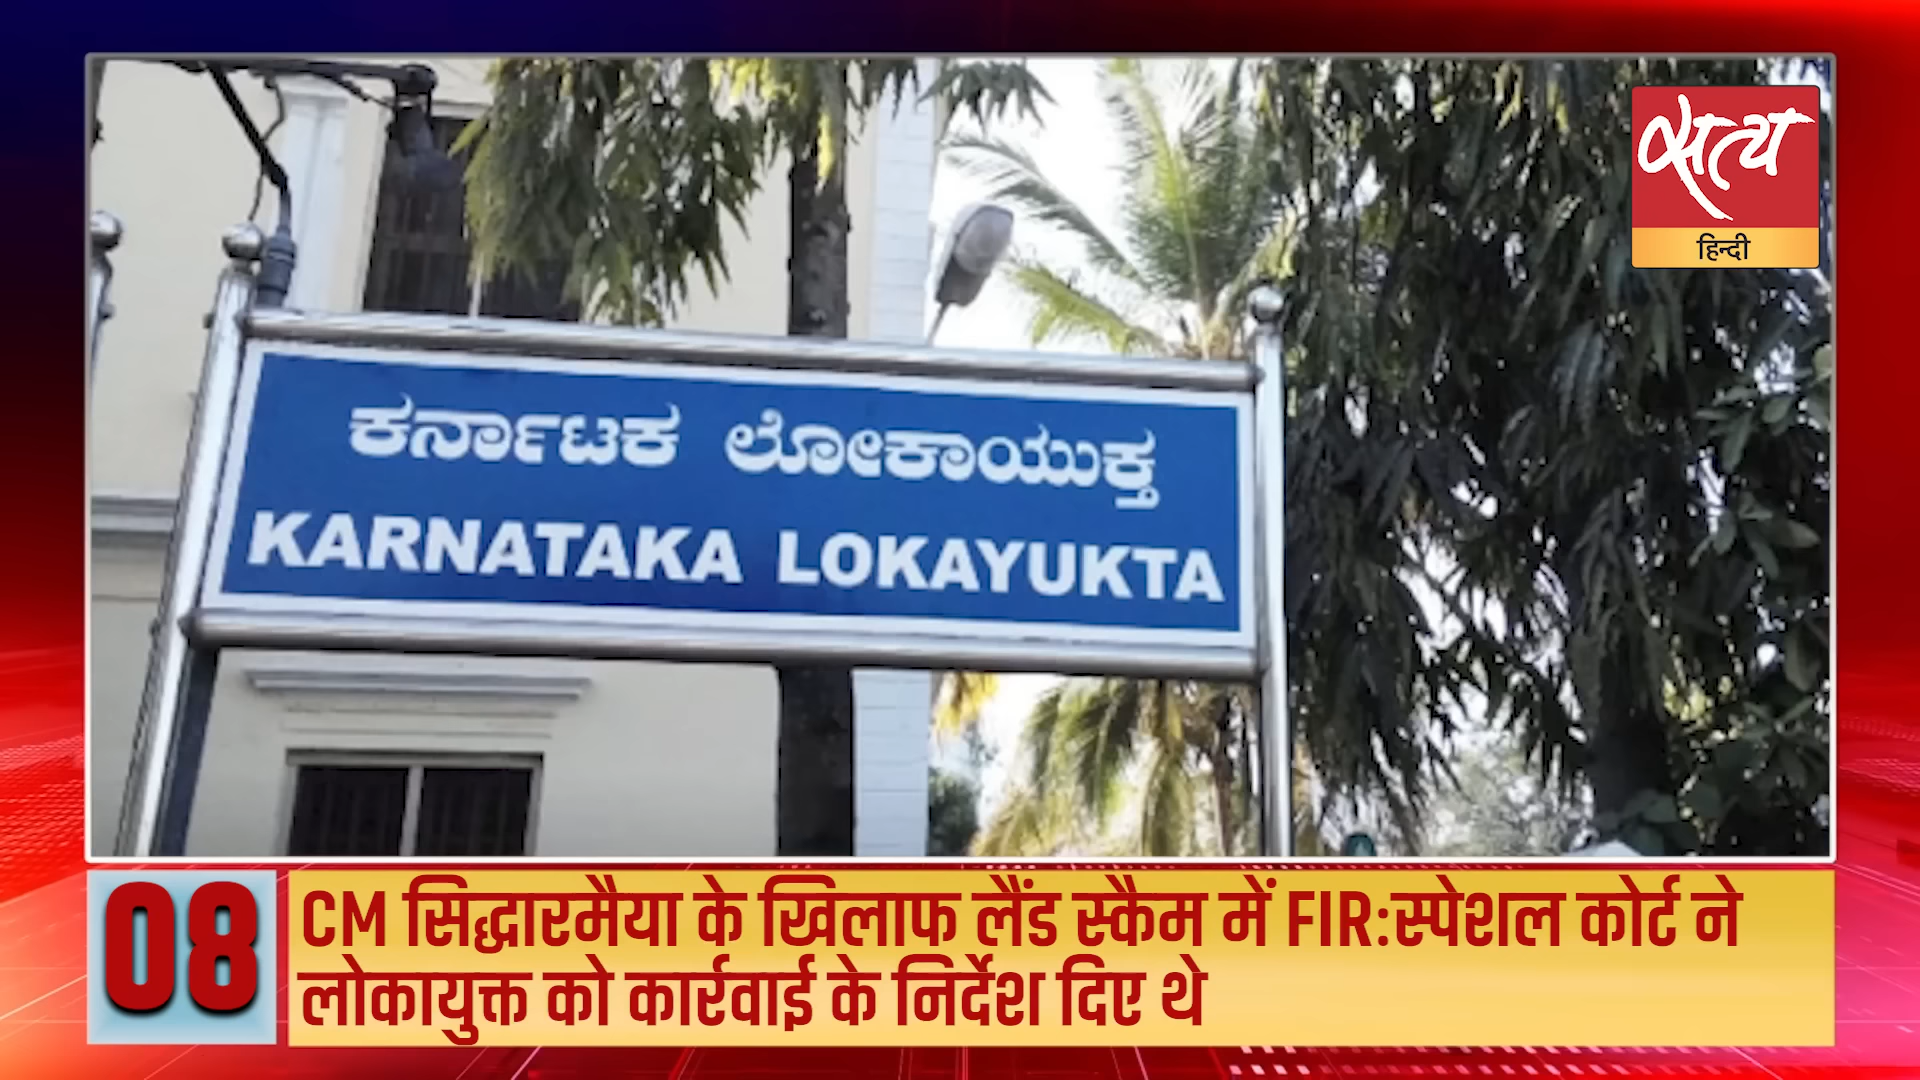 सत्य
हिन्दी
ಕರ್ನಾಟಕ ಲೋಕಾಯುಕ್ತ
KARNATAKA LOKAYUKTA
08
CM सिद्धारमैया के खिलाफ लैंड स्कैम में FIR:स्पेशल कोर्ट ने
लोकायुक्त को कार्रवाई के निर्देश दिए थे